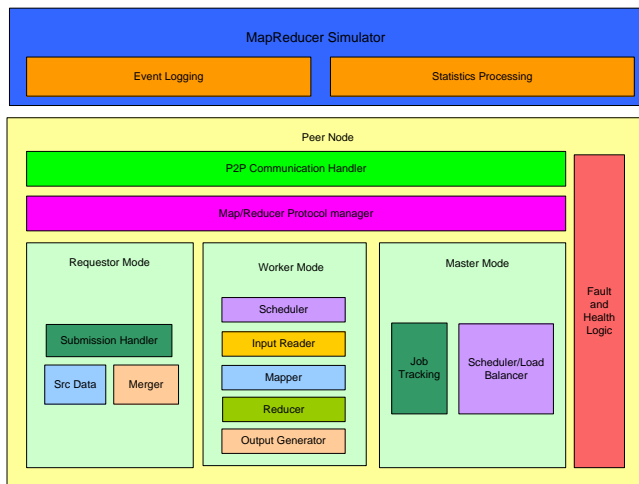 MapReducer Simulator
Event Logging
Statistics Processing
Peer Node
P2P Communication Handler
Map/Reducer Protocol manager
Requestor Mode
Submission Handler
Src Data
Merger
Worker Mode
Scheduler
Input Reader
Mapper
Reducer
Output Generator
Master Mode
Job
Tracking
Scheduler/Load
Balancer
Fault
and
Health
Logic